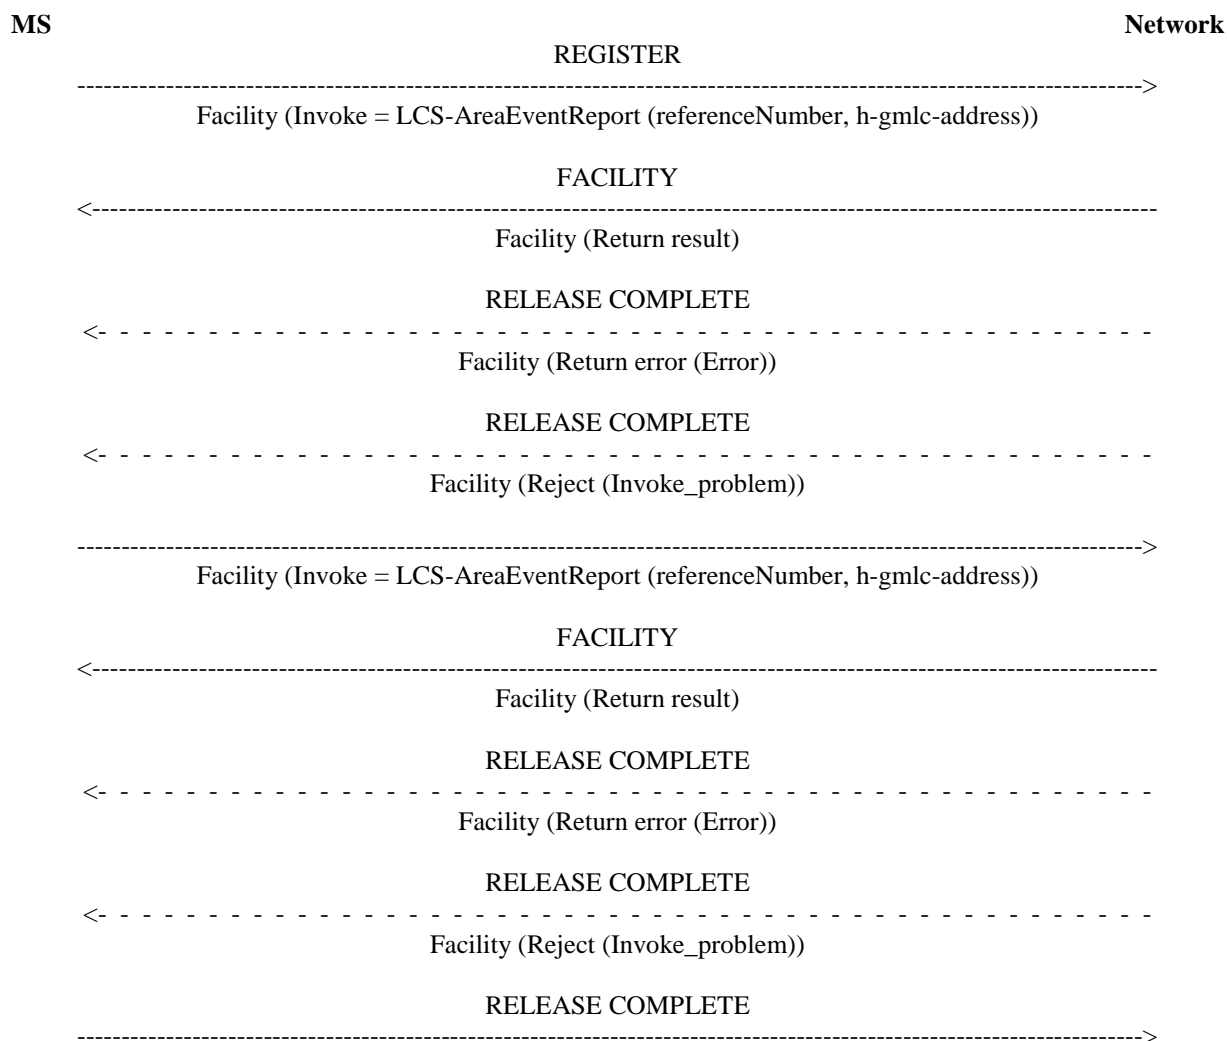 MS Network
REGISTER
------------------------------------------------------------------------------------------------------------------------->
Facility (Invoke = LCS-AreaEventReport (referenceNumber, h-gmlc-address))
FACILITY
<-------------------------------------------------------------------------------------------------------------------------
Facility (Return result)
RELEASE COMPLETE
<- - - - - - - - - - - - - - - - - - - - - - - - - - - - - - - - - - - - - - - - - - - - - - - -
Facility (Return error (Error))
RELEASE COMPLETE
<- - - - - - - - - - - - - - - - - - - - - - - - - - - - - - - - - - - - - - - - - - - - - - - -
Facility (Reject (Invoke_problem))
------------------------------------------------------------------------------------------------------------------------->
Facility (Invoke = LCS-AreaEventReport (referenceNumber, h-gmlc-address))
FACILITY
<-------------------------------------------------------------------------------------------------------------------------
Facility (Return result)
RELEASE COMPLETE
<- - - - - - - - - - - - - - - - - - - - - - - - - - - - - - - - - - - - - - - - - - - - - - - -
Facility (Return error (Error))
RELEASE COMPLETE
<- - - - - - - - - - - - - - - - - - - - - - - - - - - - - - - - - - - - - - - - - - - - - - - -
Facility (Reject (Invoke_problem))
RELEASE COMPLETE
------------------------------------------------------------------------------------------------------------------------->